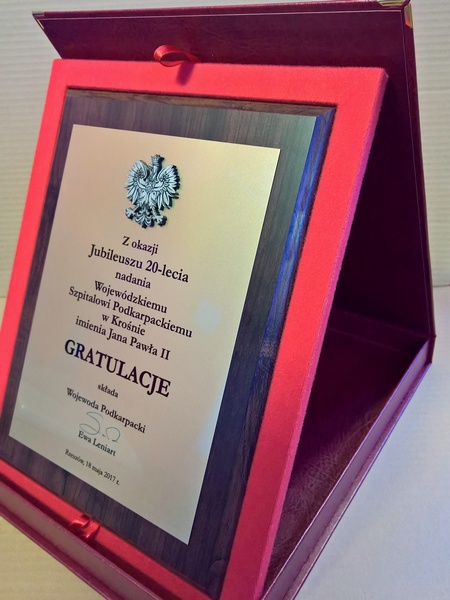 Z okazji
Jubileuszu 20-lecia
nadania
Wojewódzkiemu
Szpitalowi Podkarpackiemu
w Krośnie
imienia Jana Pawła II
GRATULACJE
składa
Wojewoda Podkarpacki
Ewa Leniart
Rzeszów, 18 maja 2017 r.